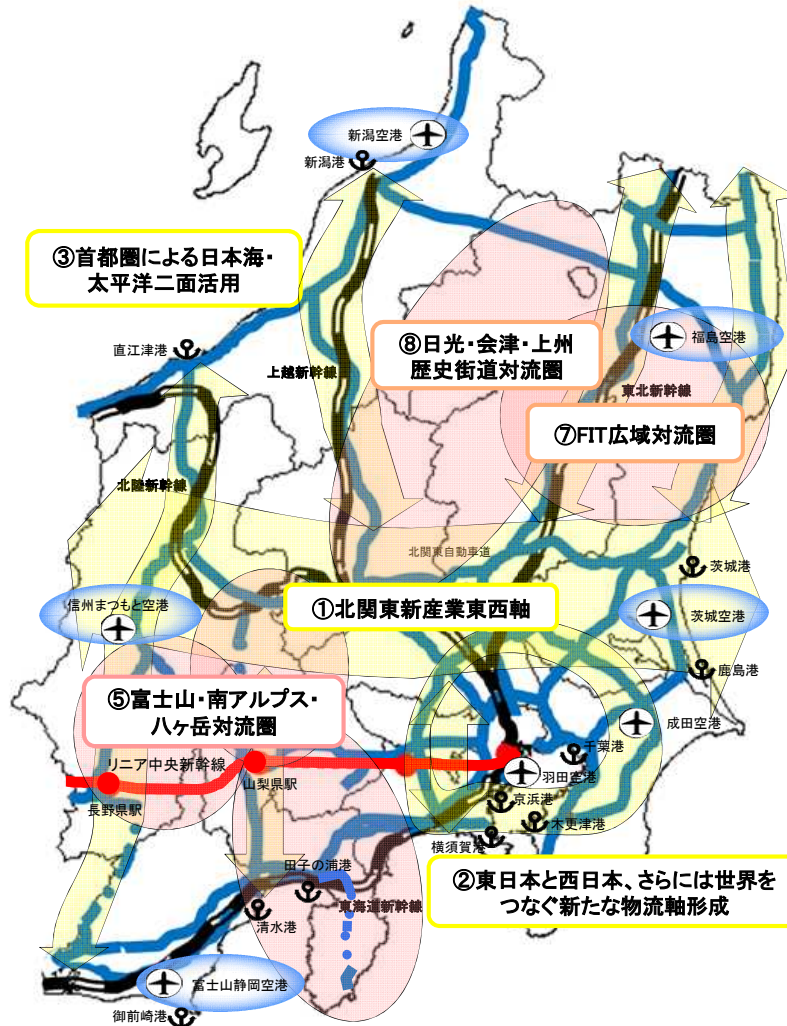 新潟空港
新潟港
③首都圏による日本海・
太平洋二面活用
⑧日光・会津・上州
歴史街道対流圏
福島空港
直江津港
上越新幹線
東北新幹線
⑦FIT広域対流圏
北陸新幹線
北関東自動車道
茨城港
信州まつもと空港
①北関東新産業東西軸
茨城空港
鹿島港
⑤富士山・南アルプス・
八ヶ岳対流圏
成田空港
千葉港
リニア中央新幹線
山梨県駅
羽田空港
長野県駅
京浜港
木更津港
横須賀港
田子の浦港
②東日本と西日本、さらには世界を
つなぐ新たな物流軸形成
東海道新幹線
清水港
富士山静岡空港
御前崎港